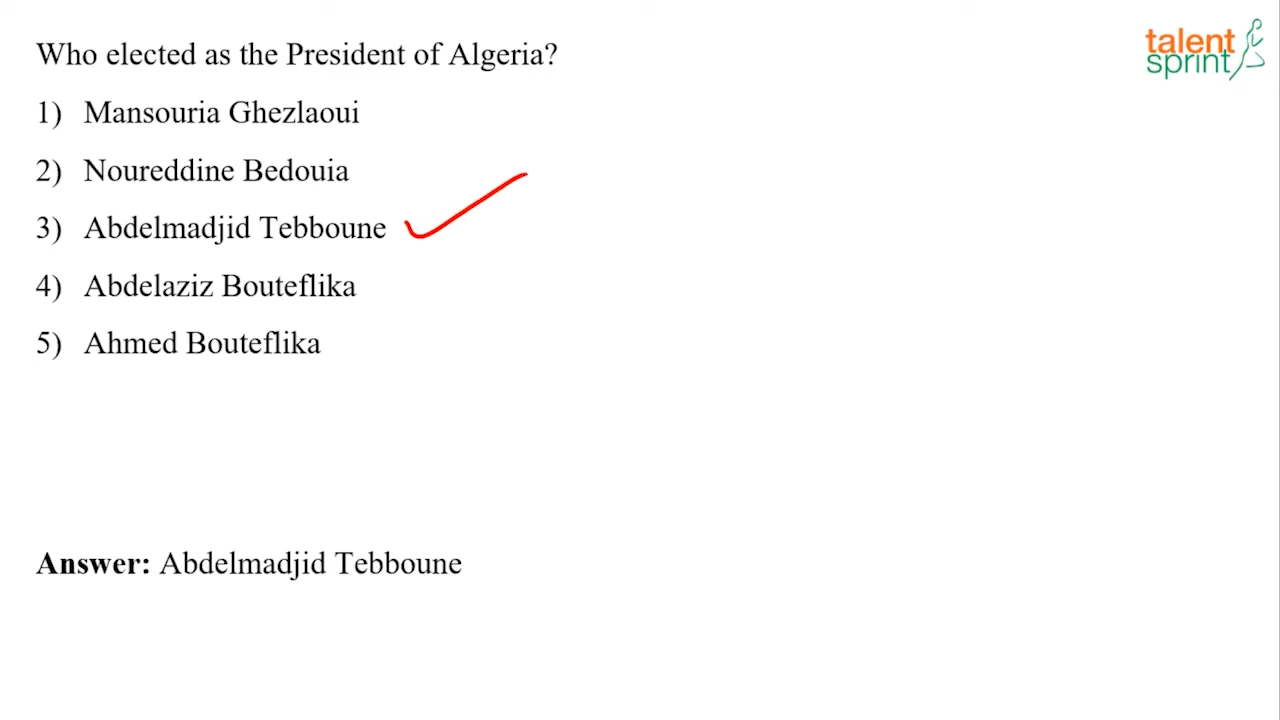 Who elected as the President of Algeria?
talent
sprint
1) Mansouria Ghezlaoui
2) Noureddine Bedouia
3) Abdelmadjid Tebboune
4) Abdelaziz Bouteflika
5) Ahmed Bouteflika
Answer: Abdelmadjid Tebboune